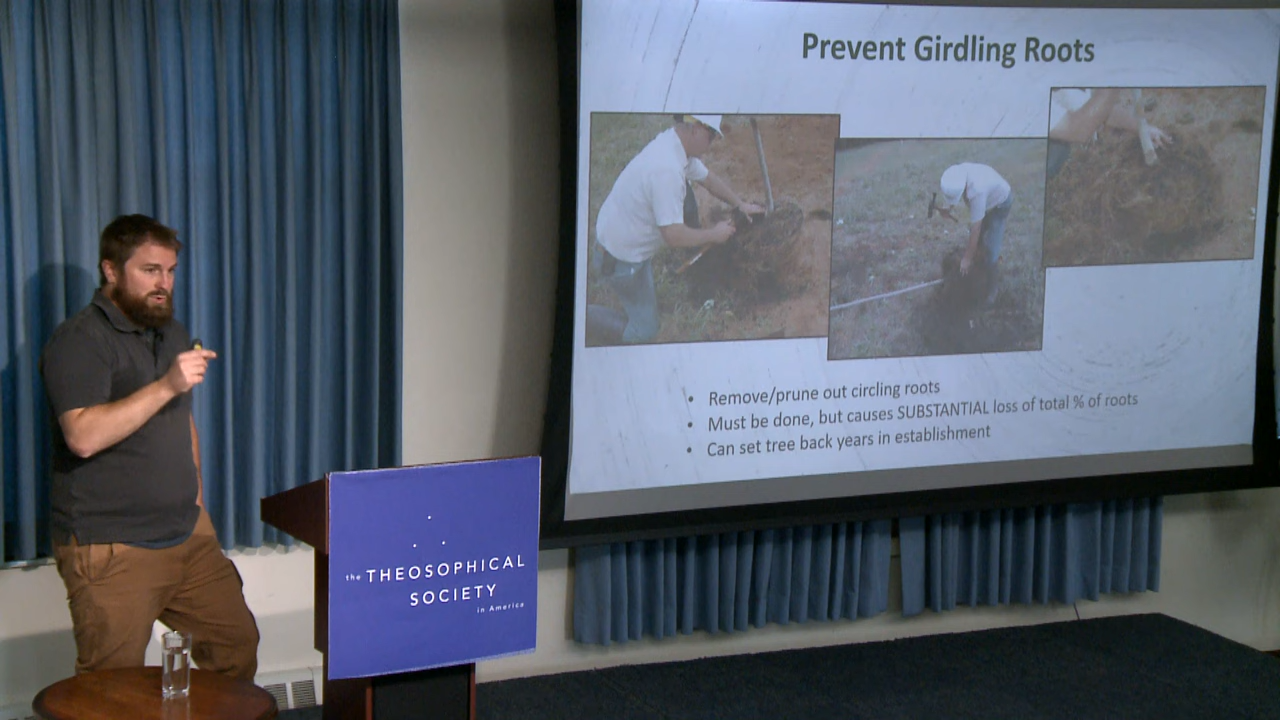 Prevent Girdling Roots
• Remove/prune out circling roots
• Must be done, but causes SUBSTANTIAL loss of total % of roots
• Can set tree back years in establishment
the THEOSOPHICAL
SOCIETY
in America